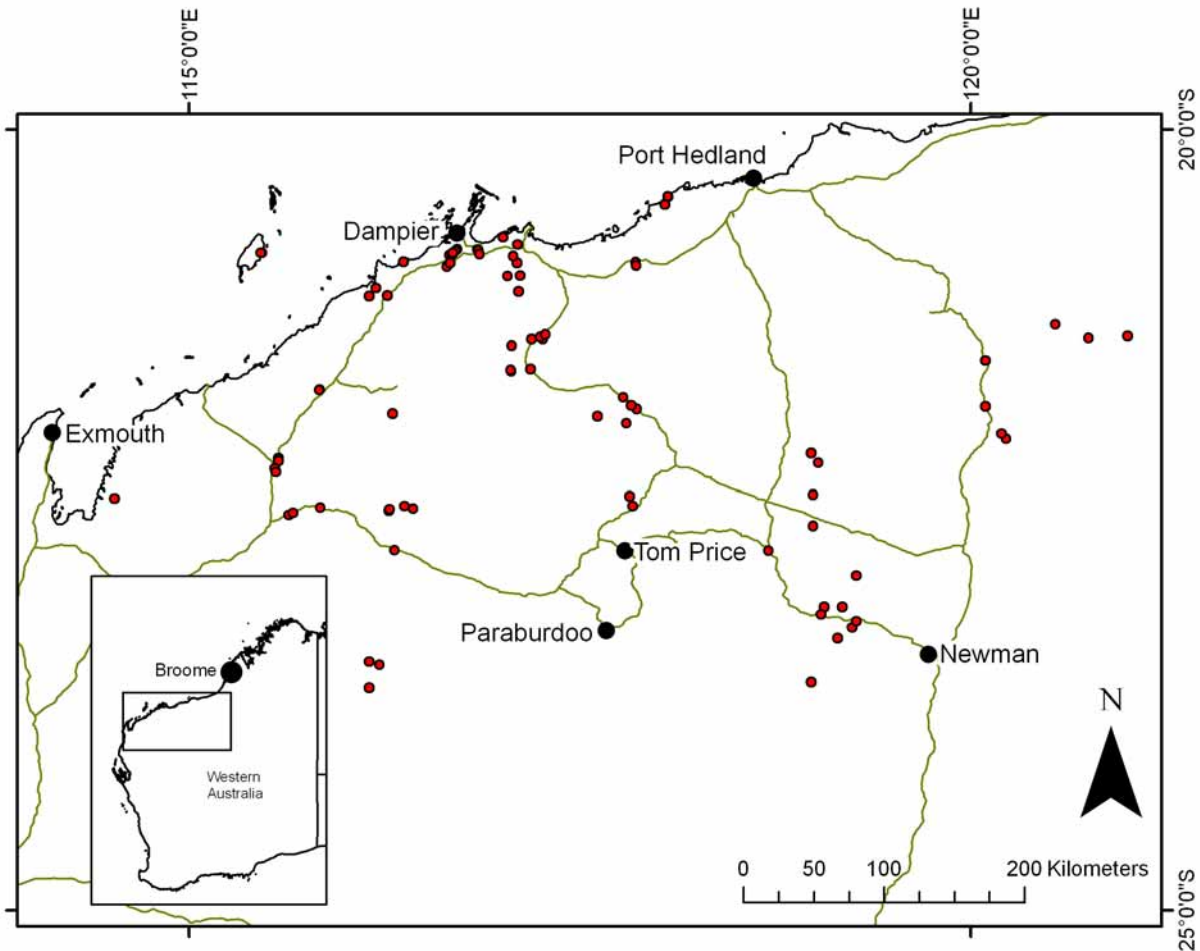 115°0'0"E
120°0'0"E
20°0'0"S
Port Hedland
Dampier
Exmouth
Tom Price
Paraburdoo
Newman
Broome
Western
Australia
N
0 50 100 200 Kilometers
25°0'0"S